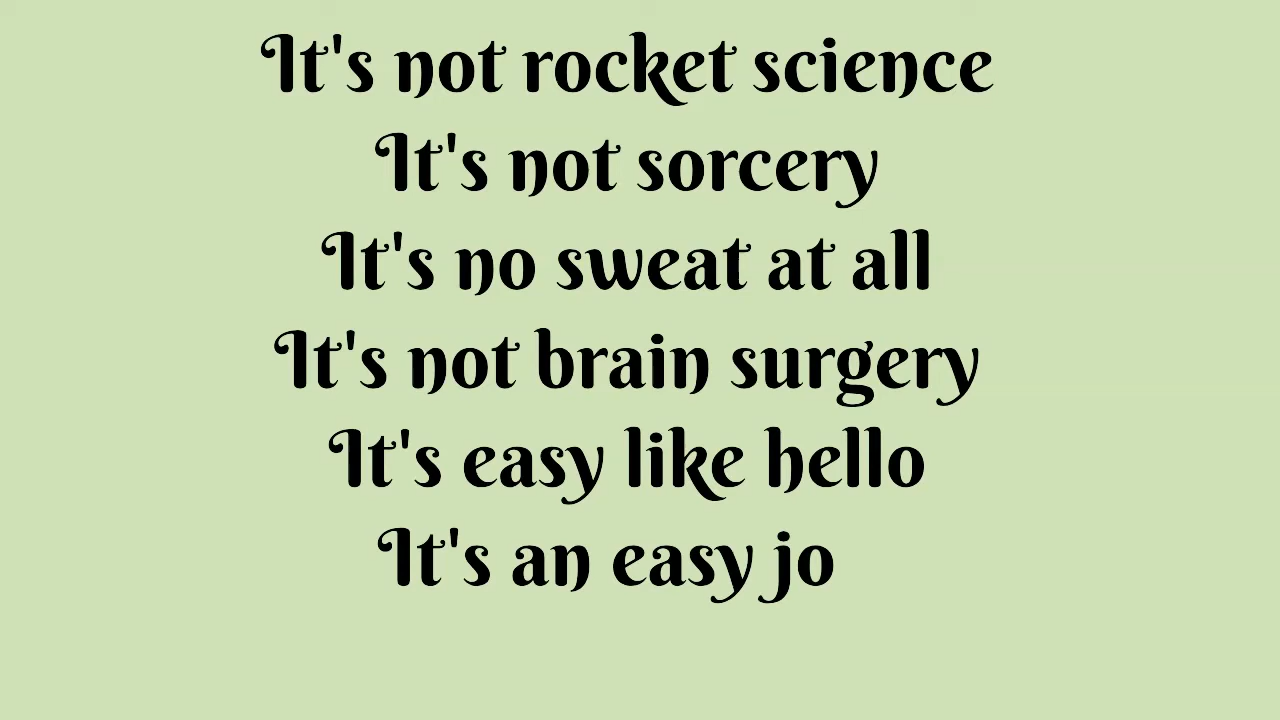 It's not rocket science
It's not sorcery
It's no sweat at all
It's not brain surgery
It's easy like hello
It's an easy jo